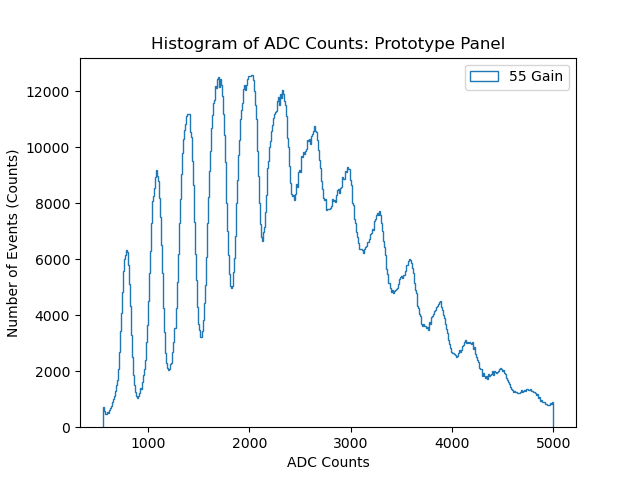 Histogram of ADC Counts: Prototype Panel
55 Gain
Number of Events (Counts)
12000
10000
8000
6000
4000
2000
0
1000 2000 3000 4000 5000
ADC Counts